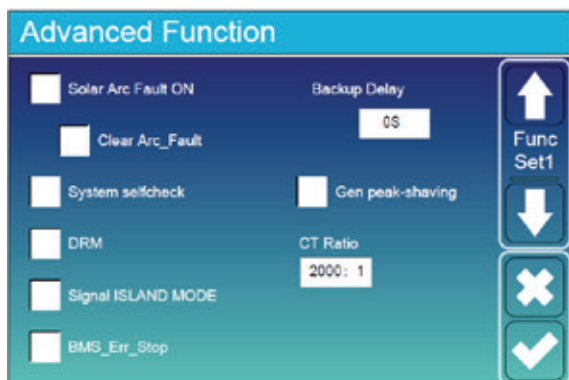 Advanced Function
Solar Arc Fault ON
Backup Delay
0S
Clear Arc_Fault
Func
Set1
System selfcheck
Gen peak-shaving
DRM
CT Ratio
2000: 1
Signal ISLAND MODE
BMS_Err_Stop